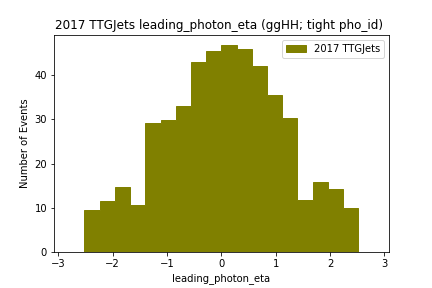 2017 TTGJets leading_photon_eta (ggHH; tight pho_id)
2017 TTGJets
Number of Events
40
30
20
10
0
−3 −2 −1 0 1 2 3
leading_photon_eta